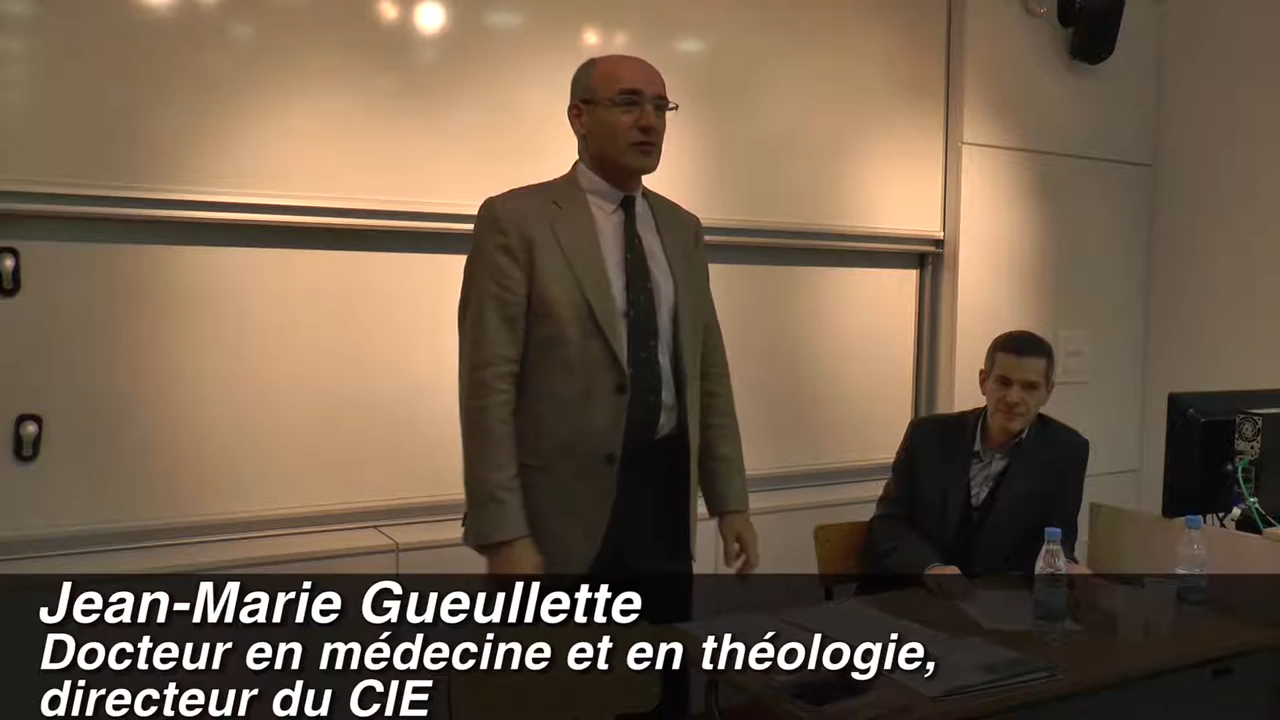 Jean-Marie Gueullette
Docteur en médecine et en théologie,
directeur du CIE